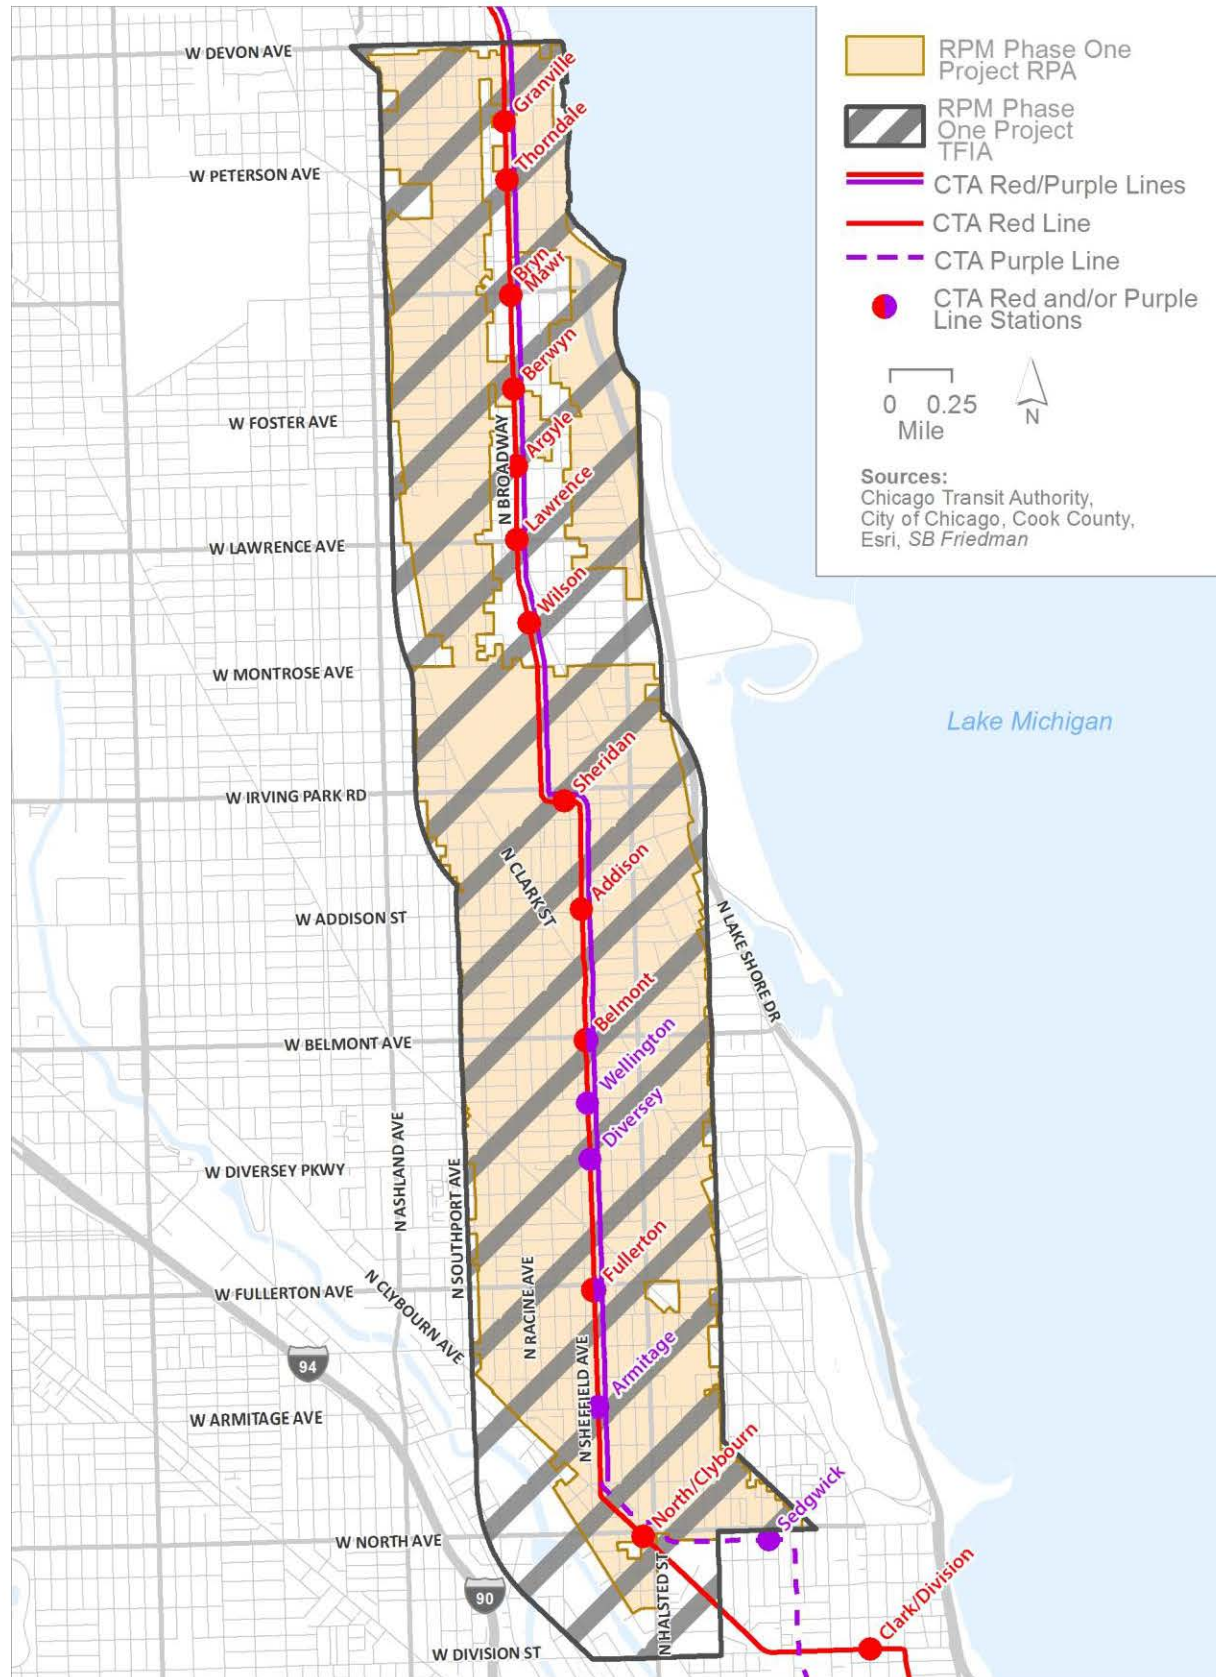 W DEVON AVE
Granville
Thorndale
W PETERSON AVE
Bryn
Mawr
Berwyn
W FOSTER AVE
N BROADWAY
Argyle
Lawrence
W LAWRENCE AVE
Wilson
W MONTROSE AVE
Sheridan
W IRVING PARK RD
N CLARK ST
Addison
W ADDISON ST
N LAKE SHORE DR
Belmont
W BELMONT AVE
Wellington
Diversey
W DIVERSEY PKWY
N ASHLAND AVE
N SOUTHPORT AVE
Fullerton
W FULLERTON AVE
N CLYBOURN AVE
N RACINE AVE
94
N SHEFFIELD AVE
Armitage
W ARMITAGE AVE
North/Clybourn
Sedgwick
W NORTH AVE
N HALSTED ST
90
Clark/Division
W DIVISION ST
Lake Michigan
RPM Phase One
Project RPA
RPM Phase
One Project
TFIA
CTA Red/Purple Lines
CTA Red Line
CTA Purple Line
CTA Red and/or Purple
Line Stations
0 0.25
Mile
N
Sources:
Chicago Transit Authority,
City of Chicago, Cook County,
Esri, SB Friedman